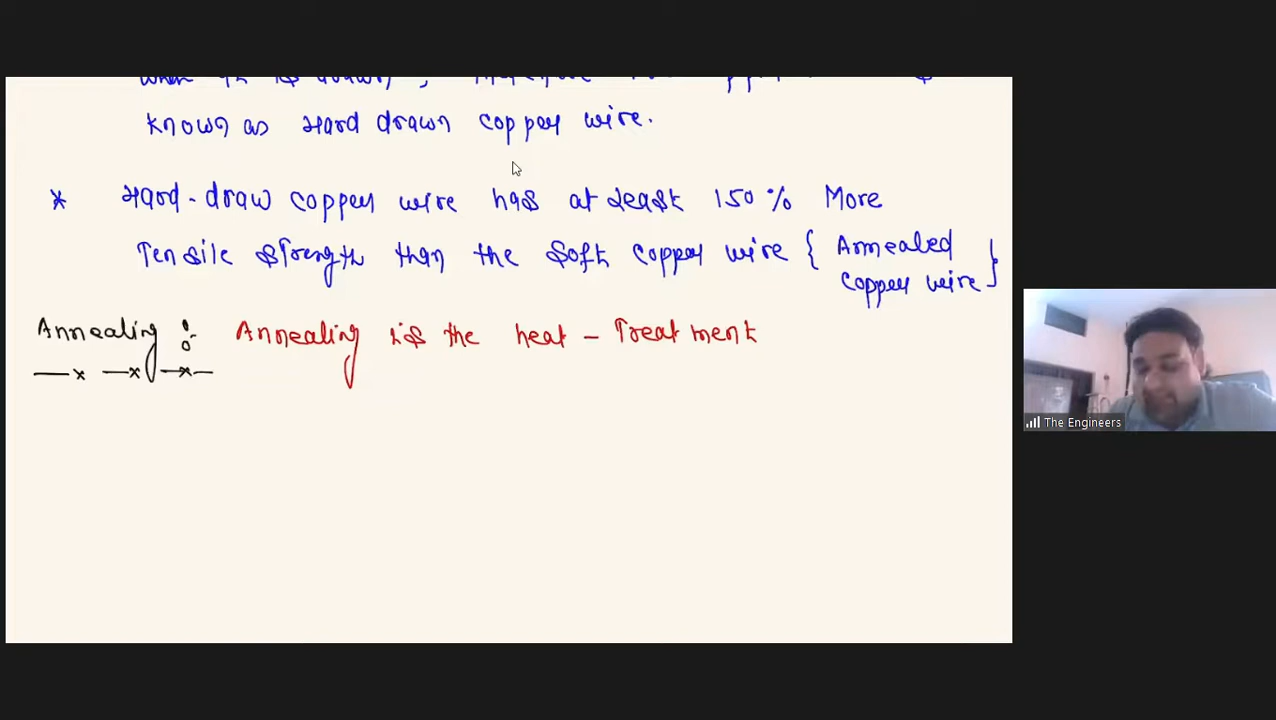 known as Hard drawn copper wire.
* Hard-draw copper wire has at least 150% More
Tensile strength than the soft copper wire { Annealed
copper wire }
Annealing : Annealing is the heat - Treatment
The Engineers